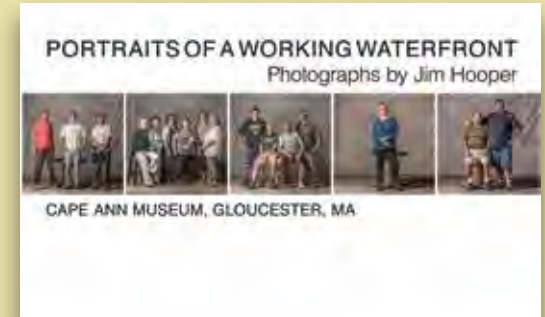 PORTRAITS OF A WORKING WATERFRONT
Photographs by Jim Hooper
CAPE ANN MUSEUM, GLOUCESTER, MA